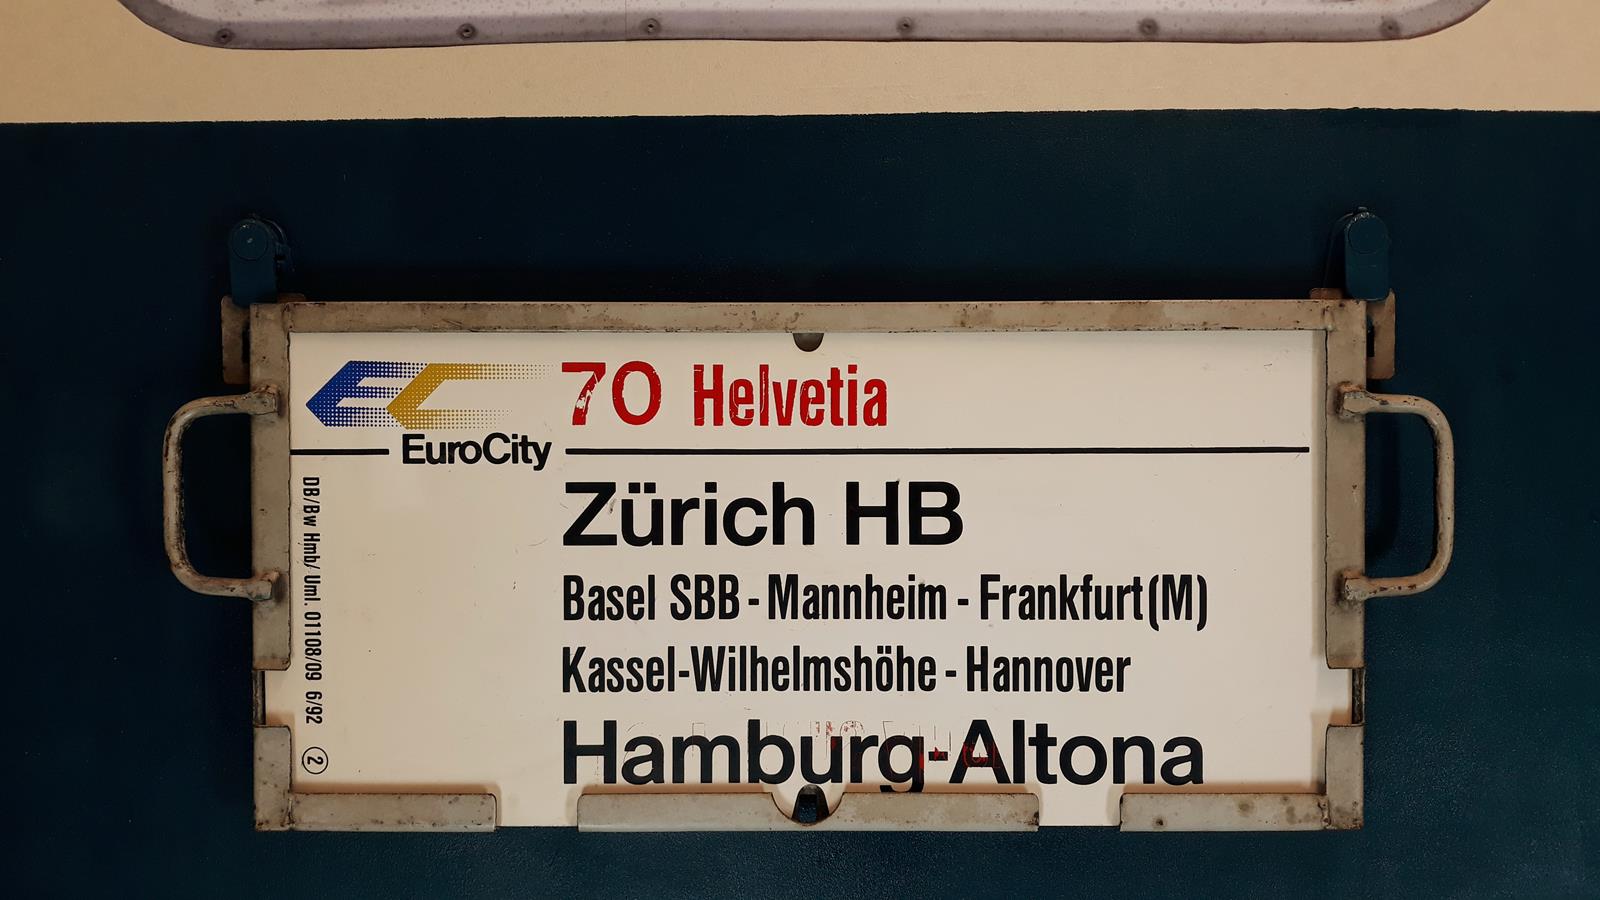 EC 70 Helvetia
EuroCity
Zürich HB
Basel SBB - Mannheim - Frankfurt (M)
Kassel-Wilhelmshöhe - Hannover
Hamburg-Altona
DB/Bw Hmb/ Uml. 01108/09 6/92 2